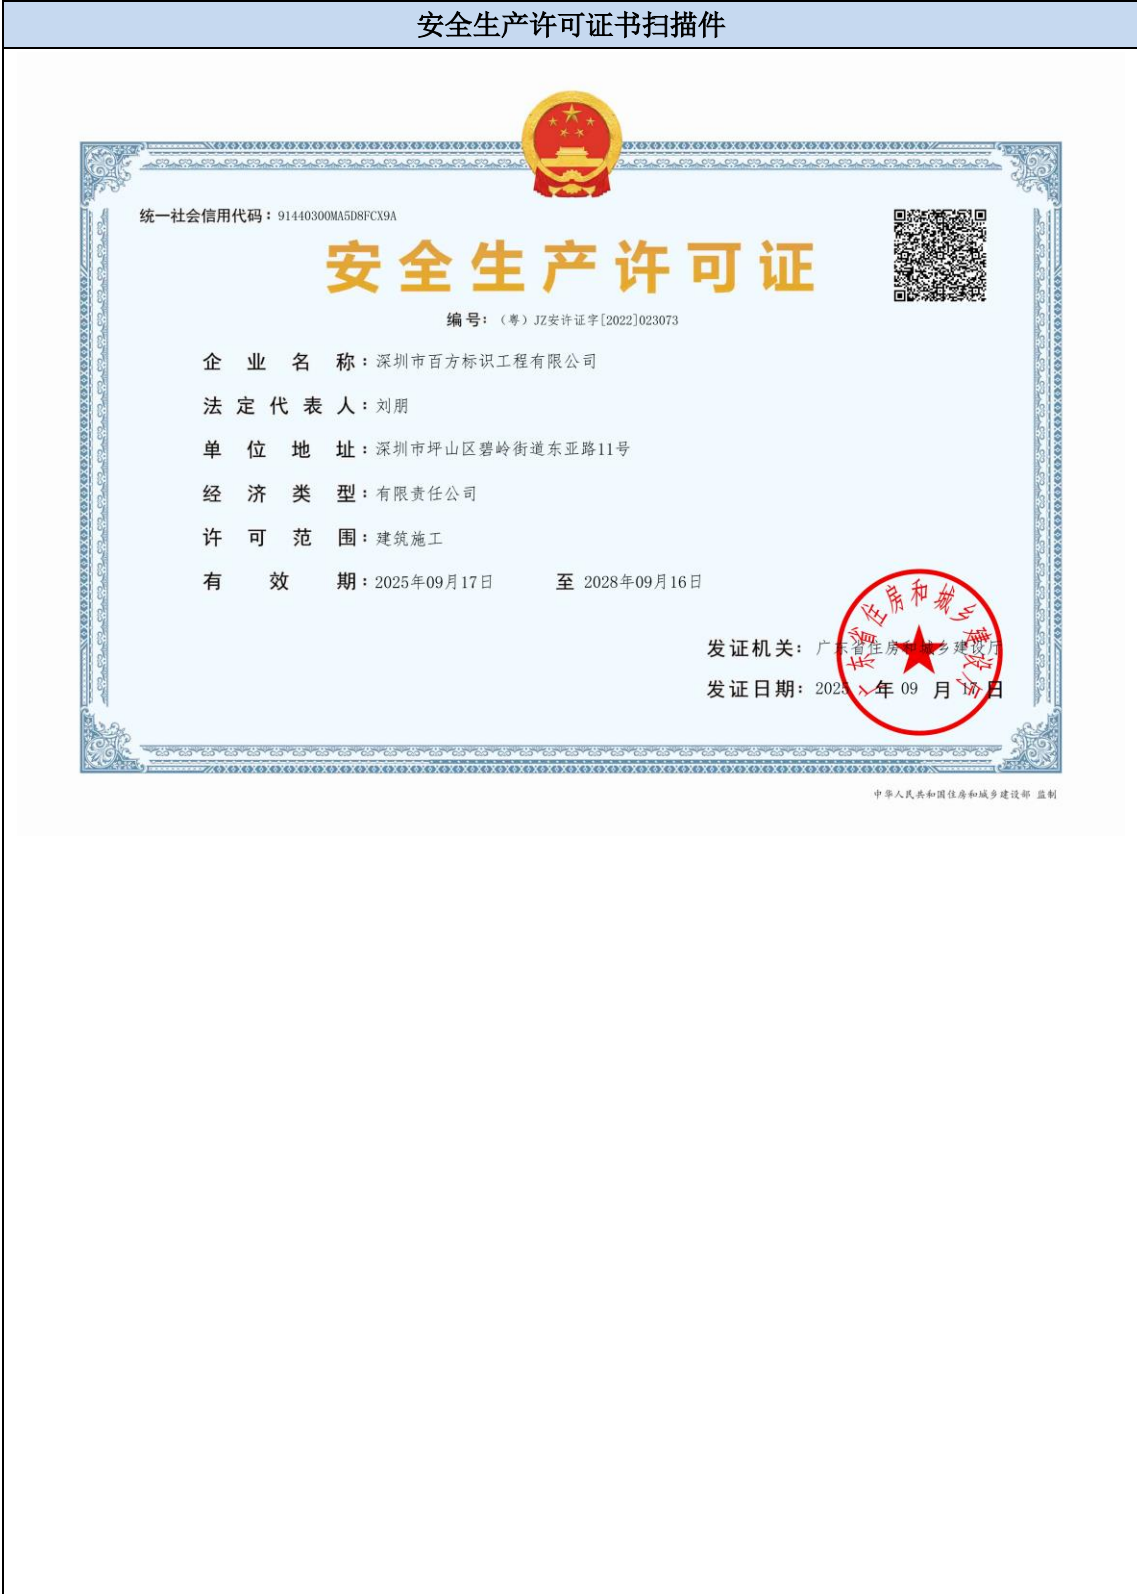 安全生产许可证书扫描件
统一社会信用代码：91440300MA5D8FCX9A
安全生产许可证
编号：（粤）JZ安许证字[2022]023073
企业名称：深圳市百方标识工程有限公司
法定代表人：刘朋
单位地址：深圳市坪山区碧岭街道东亚路11号
经济类型：有限责任公司
许可范围：建筑施工
有效期：2025年09月17日 至 2028年09月16日
发证机关：广东省住房和城乡建设厅
发证日期：2025 年 09 月 17 日
广东省住房和城乡建设厅
中华人民共和国住房和城乡建设部 监制